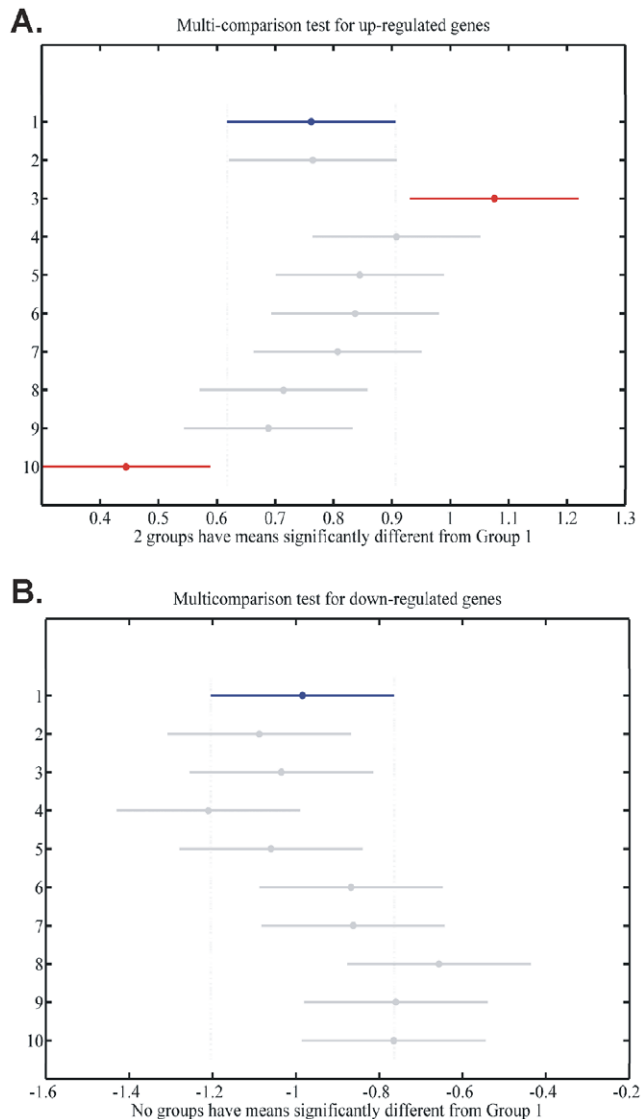 A.
Multi-comparison test for up-regulated genes
1
2
3
4
5
6
7
8
9
10
0.4 0.5 0.6 0.7 0.8 0.9 1 1.1 1.2 1.3
2 groups have means significantly different from Group 1
B.
Multicomparison test for down-regulated genes
1
2
3
4
5
6
7
8
9
10
-1.6 -1.4 -1.2 -1 -0.8 -0.6 -0.4 -0.2
No groups have means significantly different from Group 1